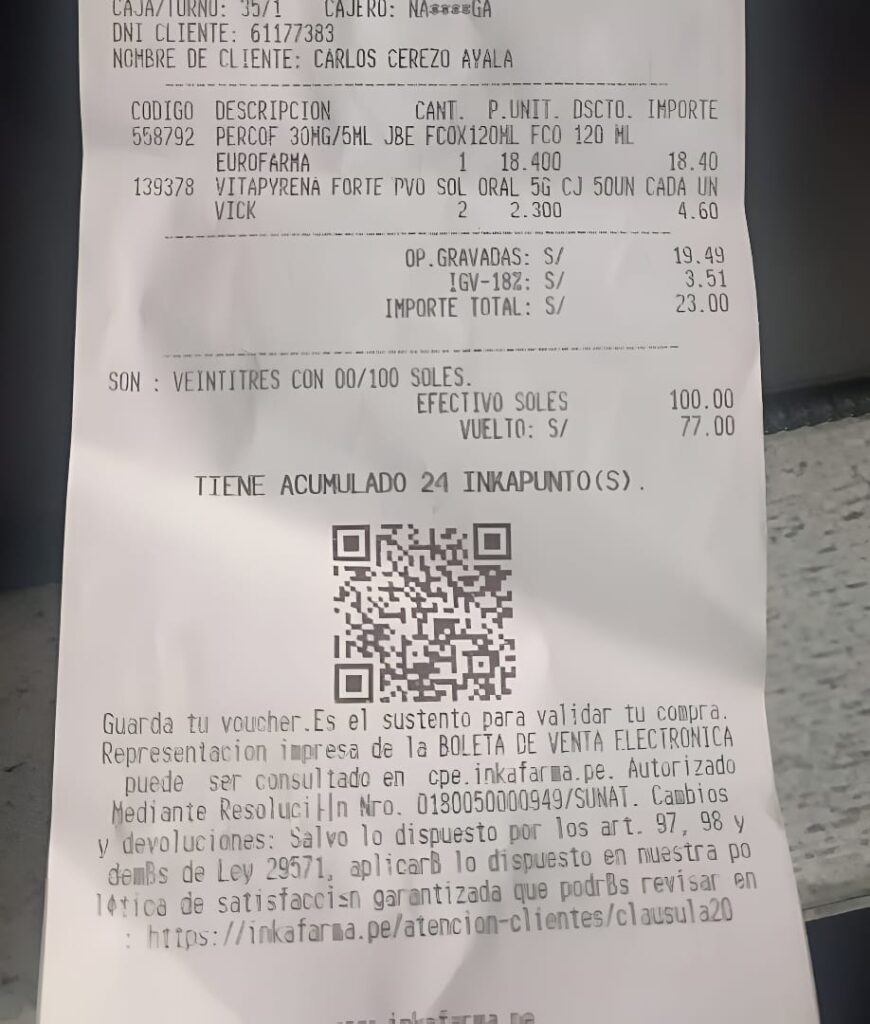 CAJA/TURNO: 35/1 CAJERO: NA****GA
DNI CLIENTE: 61177383
NOMBRE DE CLIENTE: CARLOS CEREZO AYALA
CODIGO DESCRIPCION CANT. P.UNIT. DSCTO. IMPORTE
558792 PERCOF 30MG/5ML JBE FCOX120ML FCO 120 ML
EUROFARMA 1 18.400 18.40
139378 VITAPYRENA FORTE PVO SOL ORAL 5G CJ 50UN CADA UN
VICK 2 2.300 4.60
OP.GRAVADAS: S/ 19.49
IGV-18%: S/ 3.51
IMPORTE TOTAL: S/ 23.00
SON : VEINTITRES CON 00/100 SOLES.
EFECTIVO SOLES 100.00
VUELTO: S/ 77.00
TIENE ACUMULADO 24 INKAPUNTO(S).
Guarda tu voucher.Es el sustento para validar tu compra.
Representacion impresa de la BOLETA DE VENTA ELECTRONICA
puede ser consultado en cpe.inkafarma.pe. Autorizado
Mediante Resoluci├n Nro. 0180050000949/SUNAT. Cambios
y devoluciones: Salvo lo dispuesto por los art. 97, 98 y
demßs de Ley 29571, aplicarß lo dispuesto en nuestra po
l¢tica de satisfacci≤n garantizada que podrßs revisar en
: https://inkafarma.pe/atencion-clientes/clausula20
inkafarma.pe